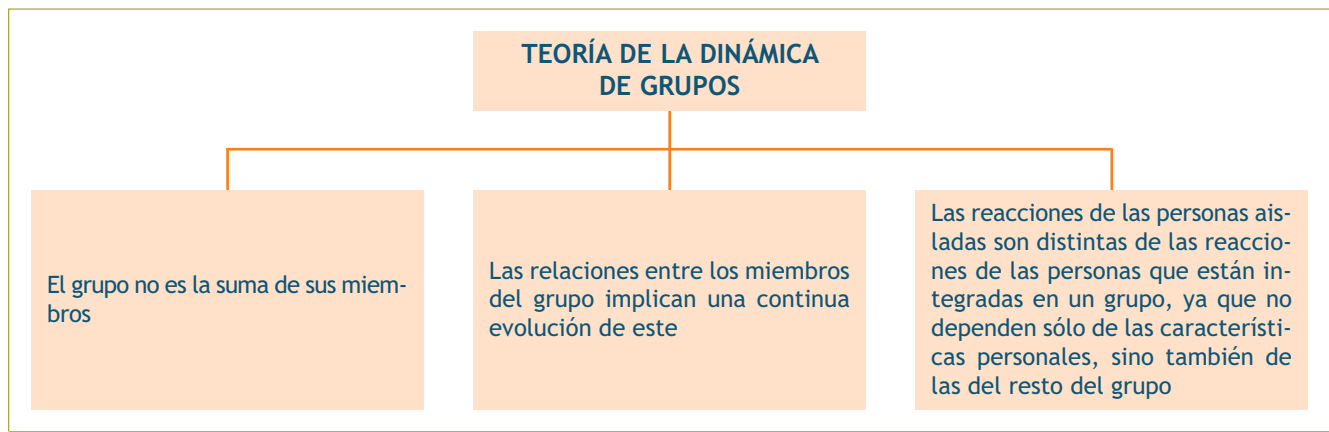 TEORÍA DE LA DINÁMICA
DE GRUPOS
El grupo no es la suma de sus miem-
bros
Las relaciones entre los miembros
del grupo implican una continua
evolución de este
Las reacciones de las personas ais-
ladas son distintas de las reaccio-
nes de las personas que están in-
tegradas en un grupo, ya que no
dependen sólo de las característi-
cas personales, sino también de
las del resto del grupo